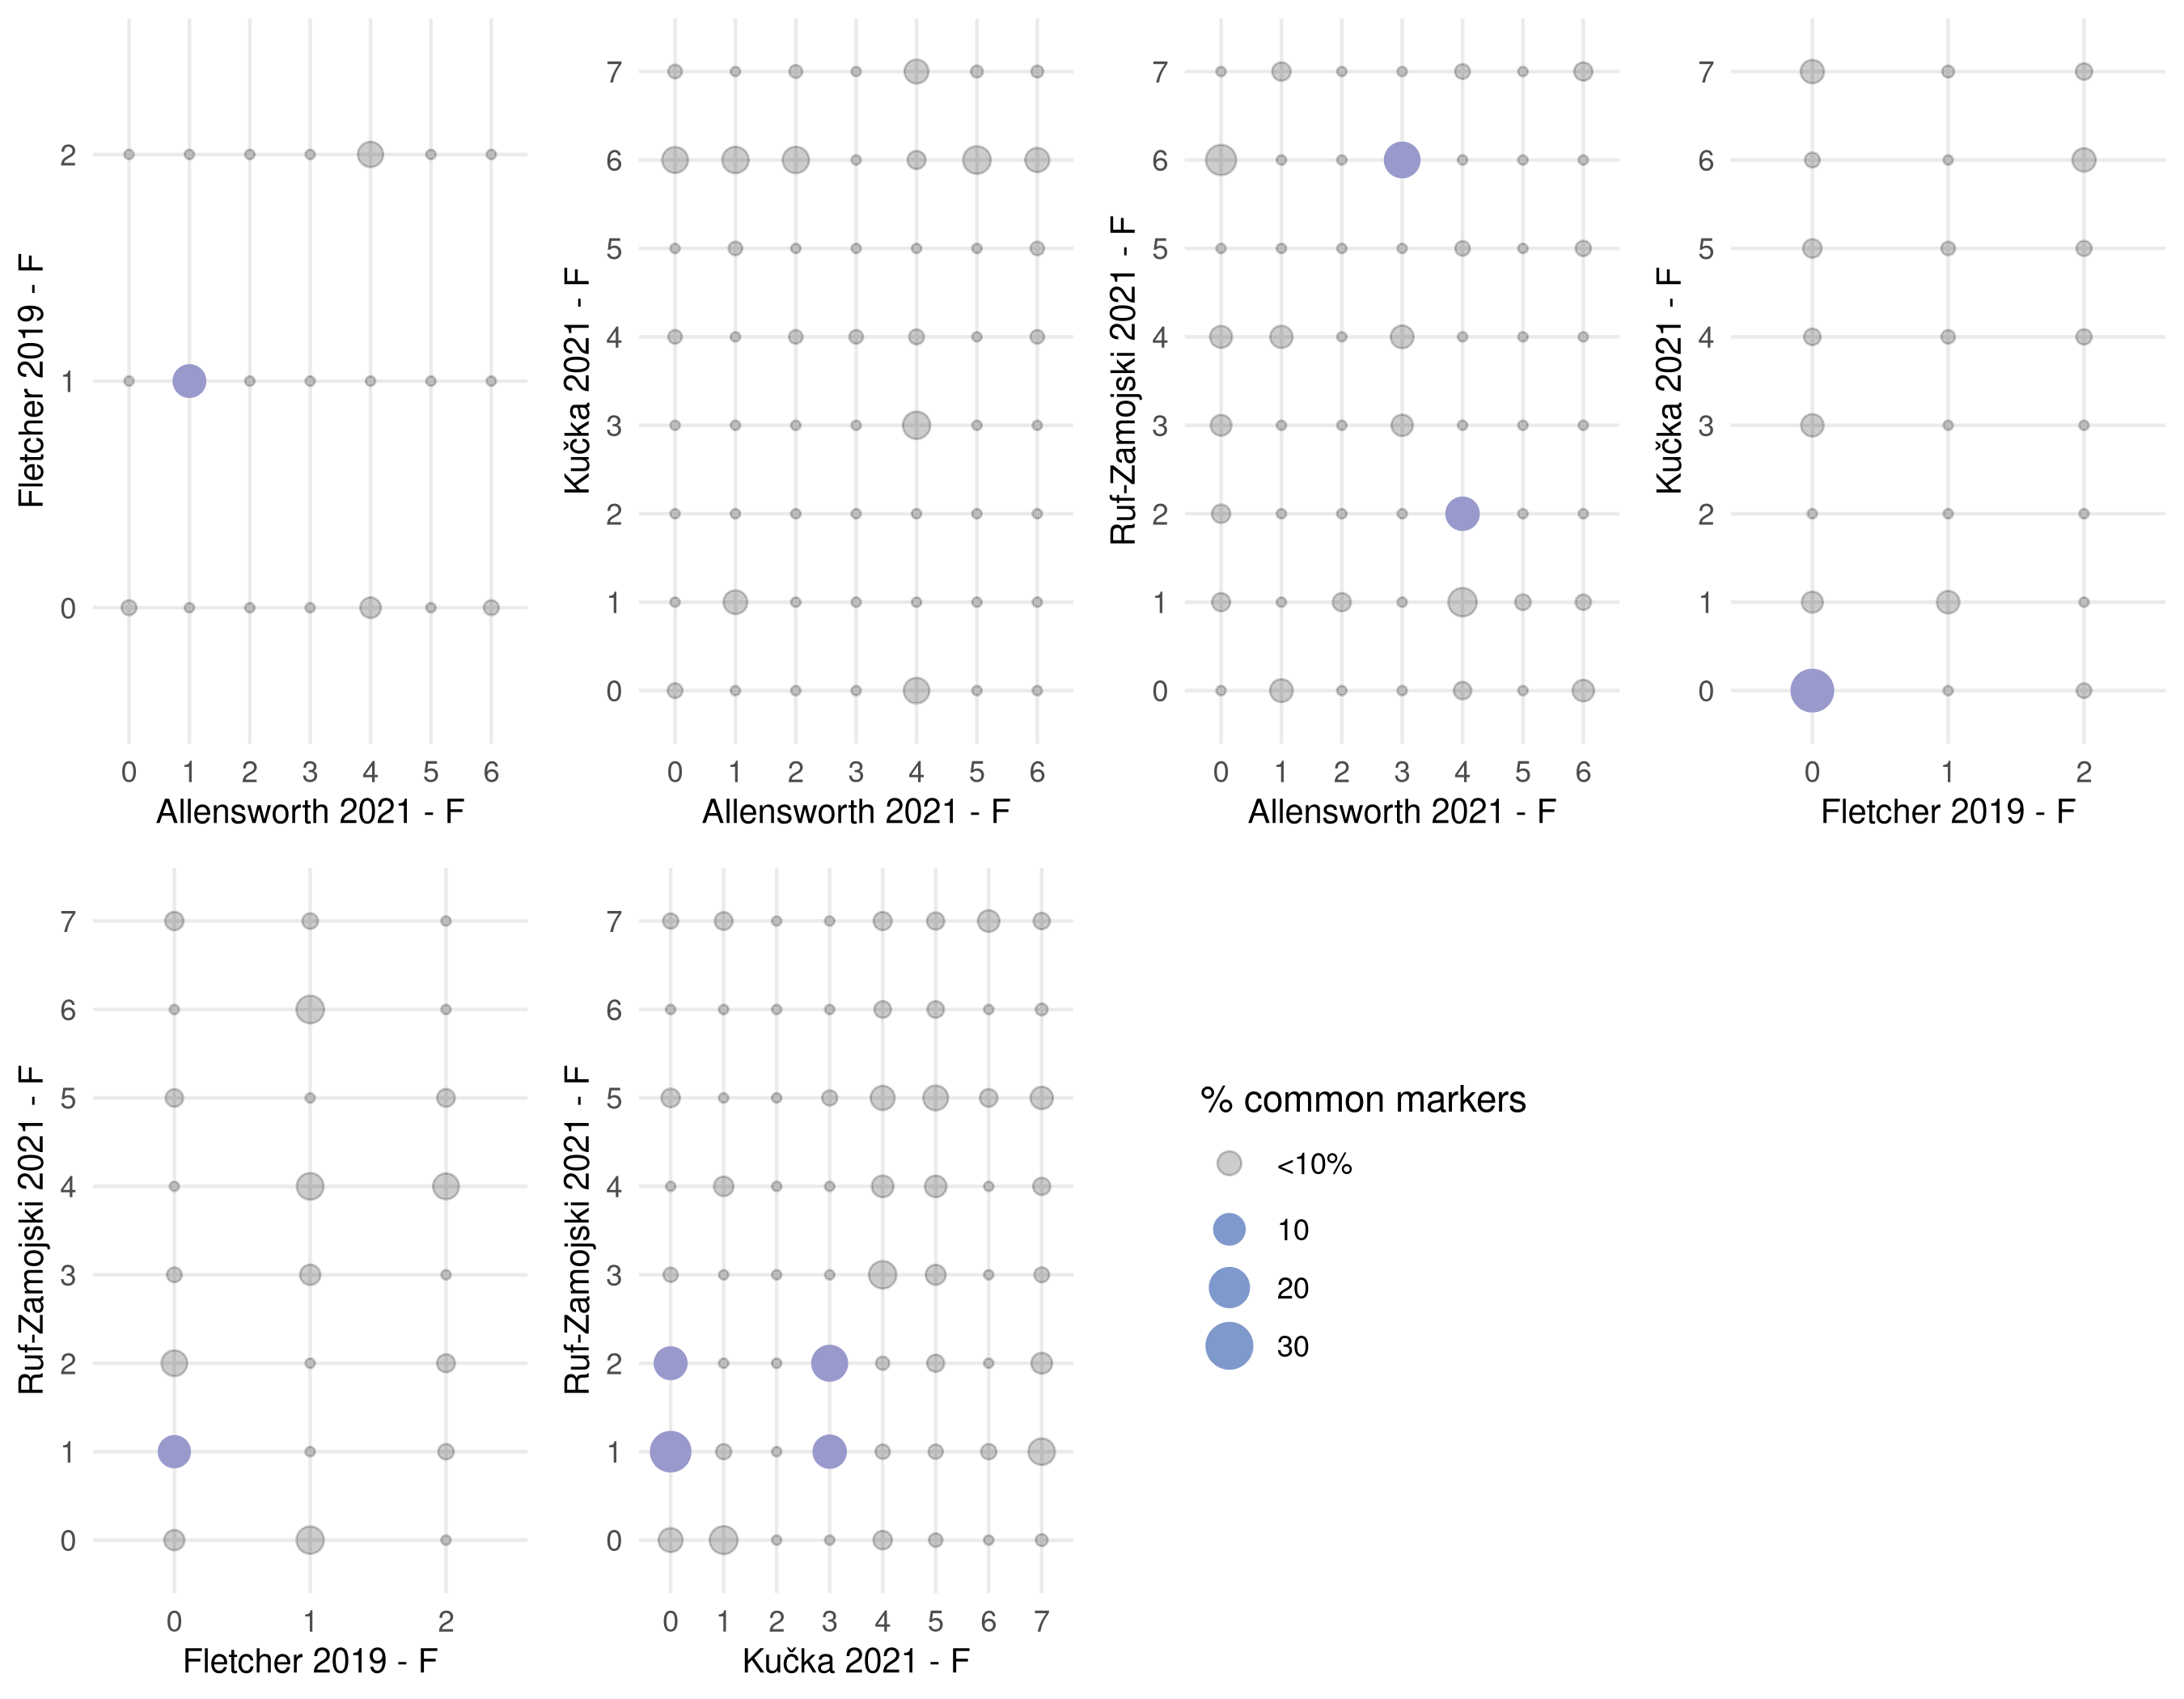 Fletcher 2019 - F
2
1
0
0 1 2 3 4 5 6
Allensworth 2021 - F
Kučka 2021 - F
7
6
5
4
3
2
1
0
0 1 2 3 4 5 6
Allensworth 2021 - F
Ruf-Zamojski 2021 - F
7
6
5
4
3
2
1
0
0 1 2 3 4 5 6
Allensworth 2021 - F
Kučka 2021 - F
7
6
5
4
3
2
1
0
0 1 2
Fletcher 2019 - F
Ruf-Zamojski 2021 - F
7
6
5
4
3
2
1
0
0 1 2
Fletcher 2019 - F
Ruf-Zamojski 2021 - F
7
6
5
4
3
2
1
0
0 1 2 3 4 5 6 7
Kučka 2021 - F
% common markers
<10%
10
20
30